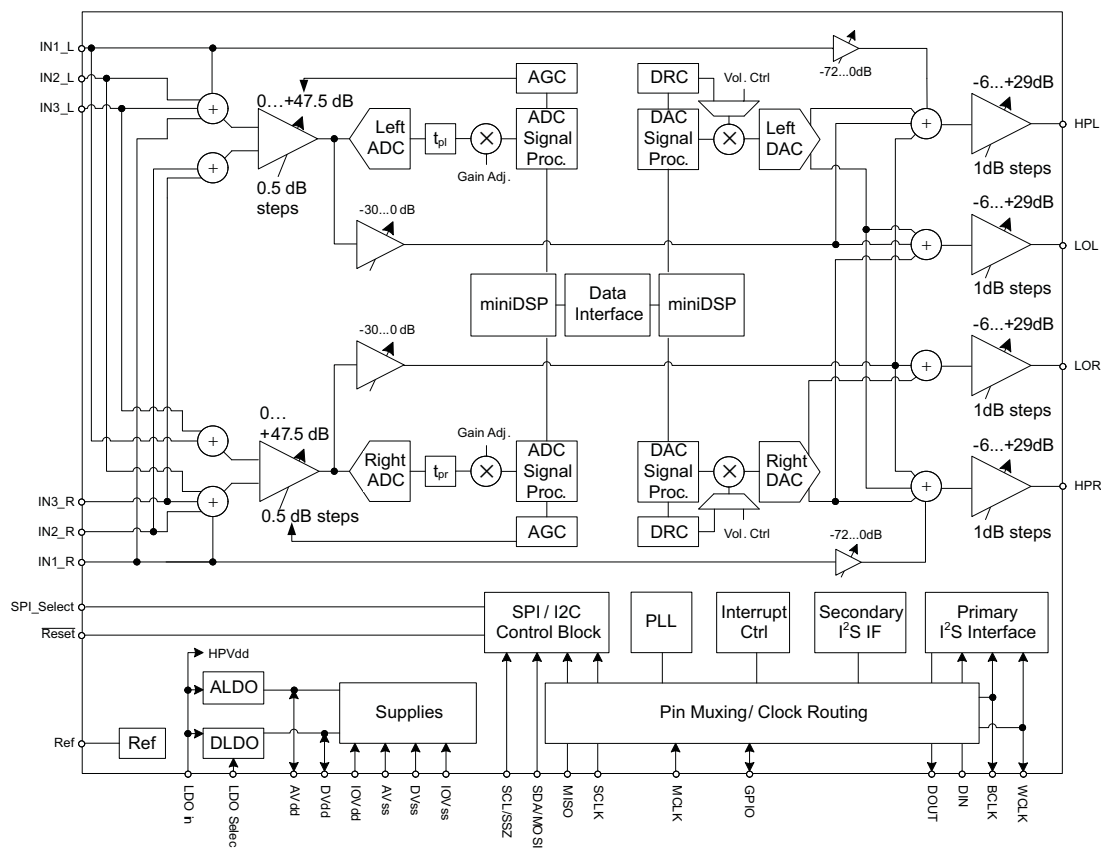 IN1_L
IN2_L
IN3_L
0…+47.5 dB
0.5 dB
steps
Left
ADC
tpl
Gain Adj.
AGC
ADC
Signal
Proc.
DRC
Vol. Ctrl
DAC
Signal
Proc.
Left
DAC
-72...0dB
-6...+29dB
HPL
1dB steps
-6...+29dB
LOL
1dB steps
-30...0 dB
miniDSP
Data
Interface
miniDSP
-30...0 dB
-6...+29dB
LOR
1dB steps
0…
+47.5 dB
0.5 dB steps
Right
ADC
tpr
Gain Adj.
ADC
Signal
Proc.
AGC
DAC
Signal
Proc.
DRC
Vol. Ctrl
Right
DAC
-72...0dB
-6...+29dB
HPR
1dB steps
IN3_R
IN2_R
IN1_R
SPI_Select
Reset
SPI / I2C
Control Block
PLL
Interrupt
Ctrl
Secondary
I²S IF
Primary
I²S Interface
HPVdd
ALDO
DLDO
Supplies
Pin Muxing/ Clock Routing
Ref
Ref
LDO in
LDO Selec
AVdd
DVdd
IOVdd
AVss
DVss
IOVss
SCL/SSZ
SDA/MOSI
MISO
SCLK
MCLK
GPIO
DOUT
DIN
BCLK
WCLK
+
+
+
+
+
+
+
+